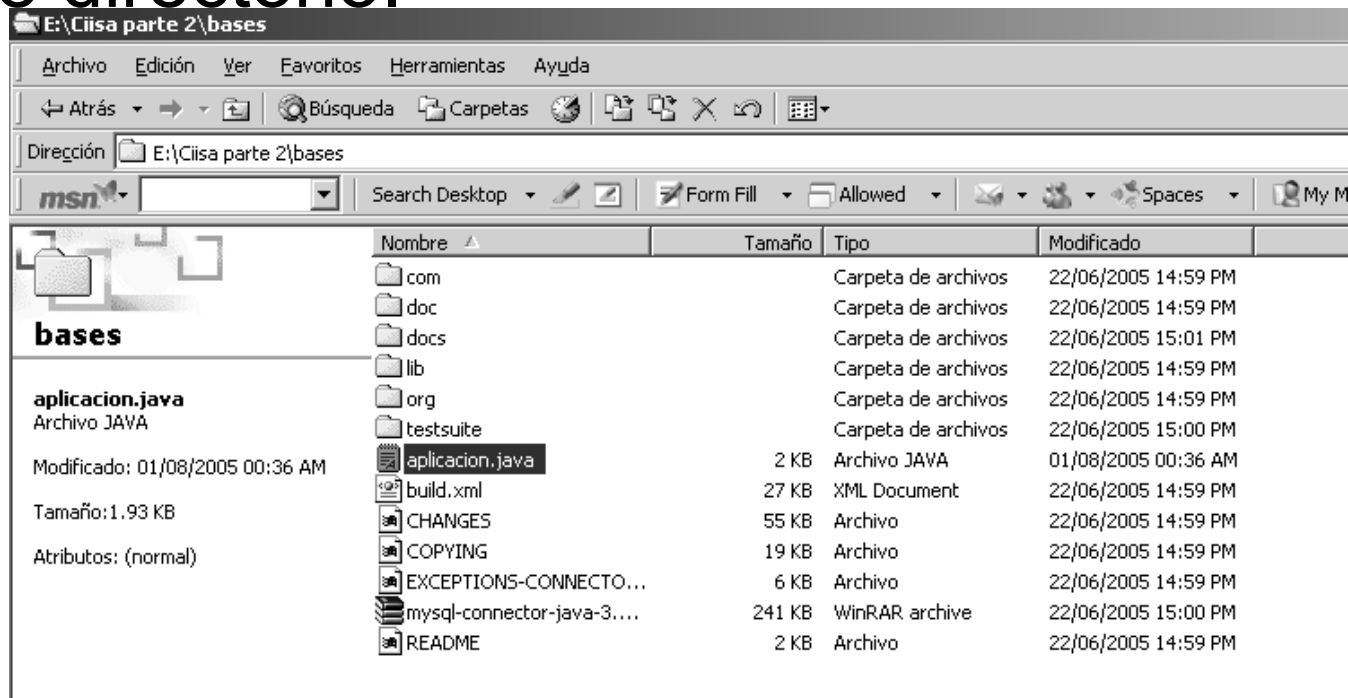 directorio.
E:\Ciisa parte 2\bases
Archivo Edición Ver Favoritos Herramientas Ayuda
Atrás Búsqueda Carpetas
Dirección E:\Ciisa parte 2\bases
msn Search Desktop Form Fill Allowed Spaces My M
Nombre Tamaño Tipo Modificado
com Carpeta de archivos 22/06/2005 14:59 PM
doc Carpeta de archivos 22/06/2005 14:59 PM
bases
docs Carpeta de archivos 22/06/2005 15:01 PM
lib Carpeta de archivos 22/06/2005 14:59 PM
aplicacion.java
org Carpeta de archivos 22/06/2005 14:59 PM
Archivo JAVA
testsuite Carpeta de archivos 22/06/2005 15:00 PM
Modificado: 01/08/2005 00:36 AM
aplicacion.java 2 KB Archivo JAVA 01/08/2005 00:36 AM
build.xml 27 KB XML Document 22/06/2005 14:59 PM
Tamaño:1.93 KB
CHANGES 55 KB Archivo 22/06/2005 14:59 PM
Atributos: (normal)
COPYING 19 KB Archivo 22/06/2005 14:59 PM
EXCEPTIONS-CONNECTO... 6 KB Archivo 22/06/2005 14:59 PM
mysql-connector-java-3.... 241 KB WinRAR archive 22/06/2005 15:00 PM
README 2 KB Archivo 22/06/2005 14:59 PM